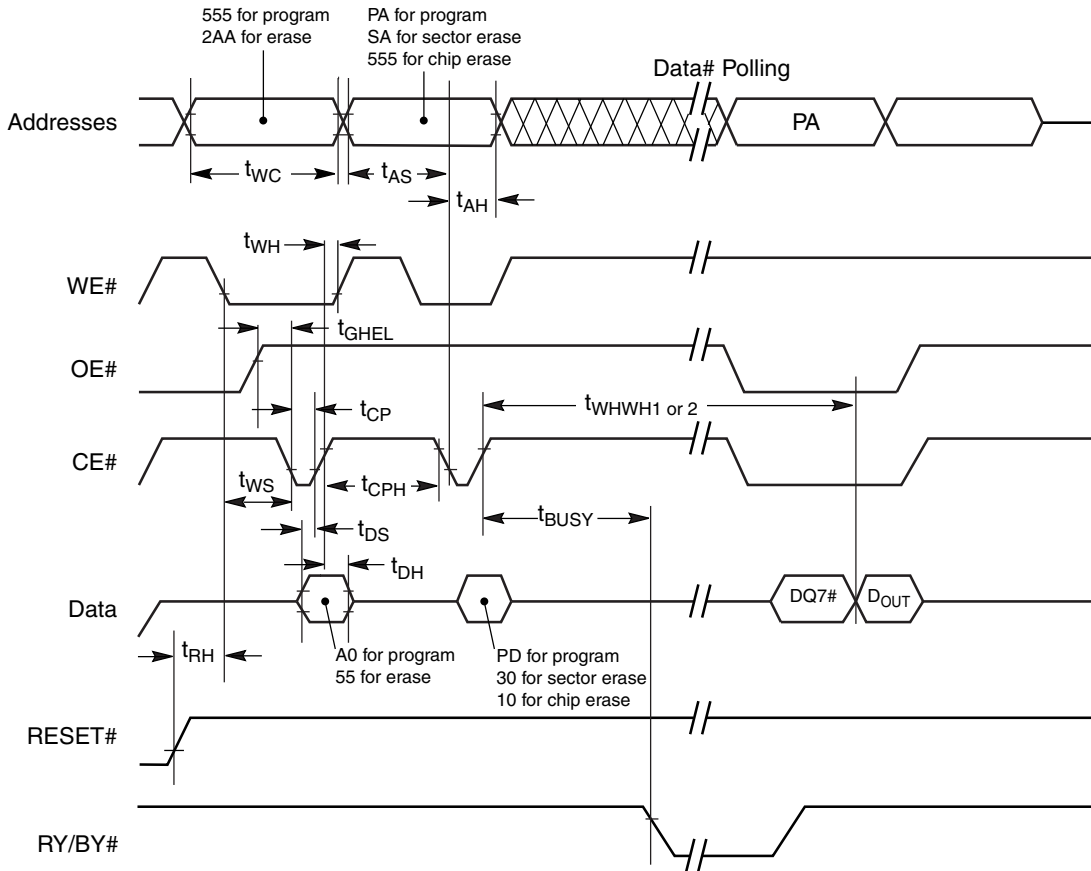 555 for program
2AA for erase
PA for program
SA for sector erase
555 for chip erase
Data# Polling
Addresses
PA
tWC
tAS
tAH
tWH
WE#
tGHEL
OE#
tWHWH1 or 2
tCP
CE#
tWS
tCPH
tBUSY
tDS
tDH
Data
DQ7#
DOUT
tRH
A0 for program
55 for erase
PD for program
30 for sector erase
10 for chip erase
RESET#
RY/BY#